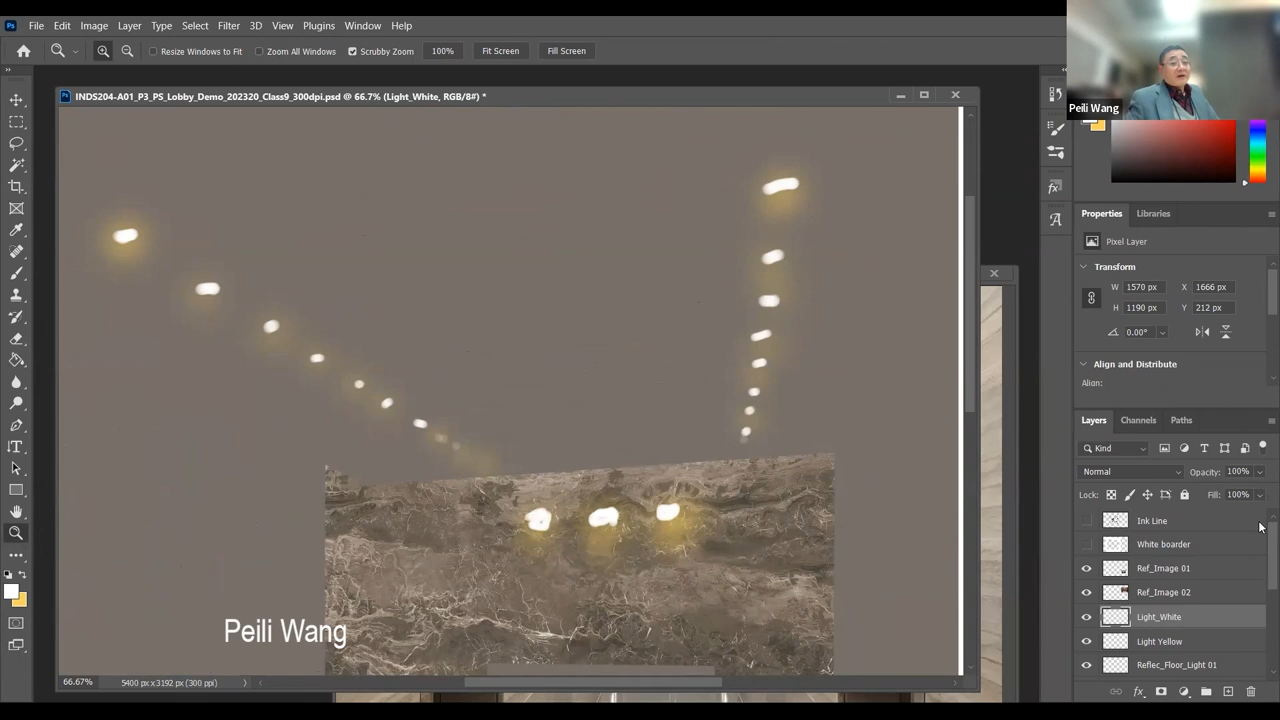 Ps File Edit Image Layer Type Select Filter 3D View Plugins Window Help
Resize Windows to Fit Zoom All Windows Scrubby Zoom 100% Fit Screen Fill Screen
INDS204-A01_P3_PS_Lobby_Demo_202320_Class9_300dpi.psd @ 66.7% (Light_White, RGB/8#) *
Peili Wang
Properties Libraries
Pixel Layer
Transform
W 1570 px X 1666 px
H 1190 px Y 212 px
0.00°
Align and Distribute
Align:
Layers Channels Paths
Kind
Normal Opacity: 100%
Lock: Fill: 100%
Ink Line
White boarder
Ref_Image 01
Ref_Image 02
Light_White
Light Yellow
Reflec_Floor_Light 01
Peili Wang
66.67% 5400 px x 3192 px (300 ppi)